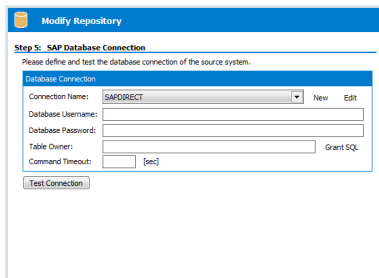 Modify Repository
Step 5: SAP Database Connection
Please define and test the database connection of the source system.
Database Connection
Connection Name: SAPDIRECT New Edit
Database Username:
Database Password:
Table Owner: Grant SQL
Command Timeout: [sec]
Test Connection